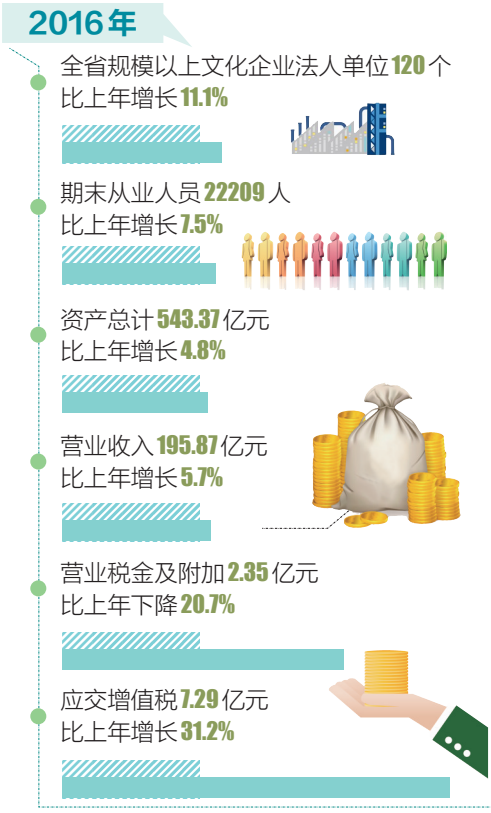 2016年
全省规模以上文化企业法人单位120个
比上年增长11.1%
期末从业人员22209人
比上年增长7.5%
资产总计543.37亿元
比上年增长4.8%
营业收入195.87亿元
比上年增长5.7%
营业税金及附加2.35亿元
比上年下降20.7%
应交增值税7.29亿元
比上年增长31.2%